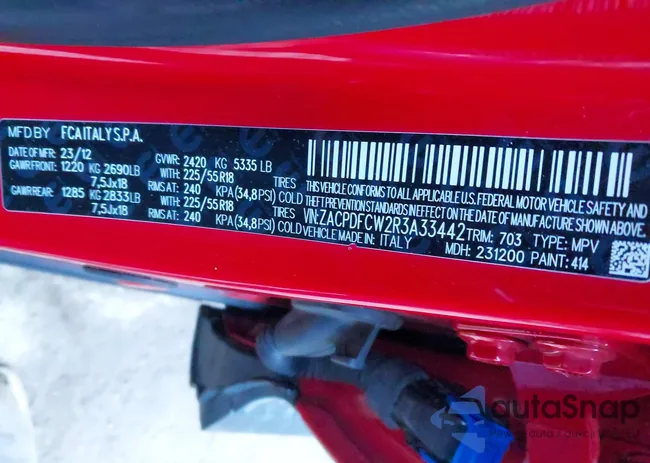 MFD BY FCA ITALY S.P.A.
DATE OF MFR 23/12 GVWR: 2420 KG 5335 LB
GAWR FRONT: 1220 KG 2690LB WITH: 225/55R18 TIRES
7,5Jx18 RIMS AT 240 KPA(34,8PSI) COLD
GAWR REAR: 1285 KG 2833LB WITH: 225/55R18 TIRES
7,5Jx18 RIMS AT 240 KPA(34,8PSI) COLD
THIS VEHICLE CONFORMS TO ALL APPLICABLE U.S. FEDERAL MOTOR VEHICLE SAFETY AND
THEFT PREVENTION STANDARDS IN EFFECT ON THE DATE OF MANUFACTURE SHOWN ABOVE.
VIN: ZACPDFCW2R3A33442 TRIM: 703 TYPE: MPV
VEHICLE MADE IN: ITALY MDH: 231200 PAINT: 414
autaSnap